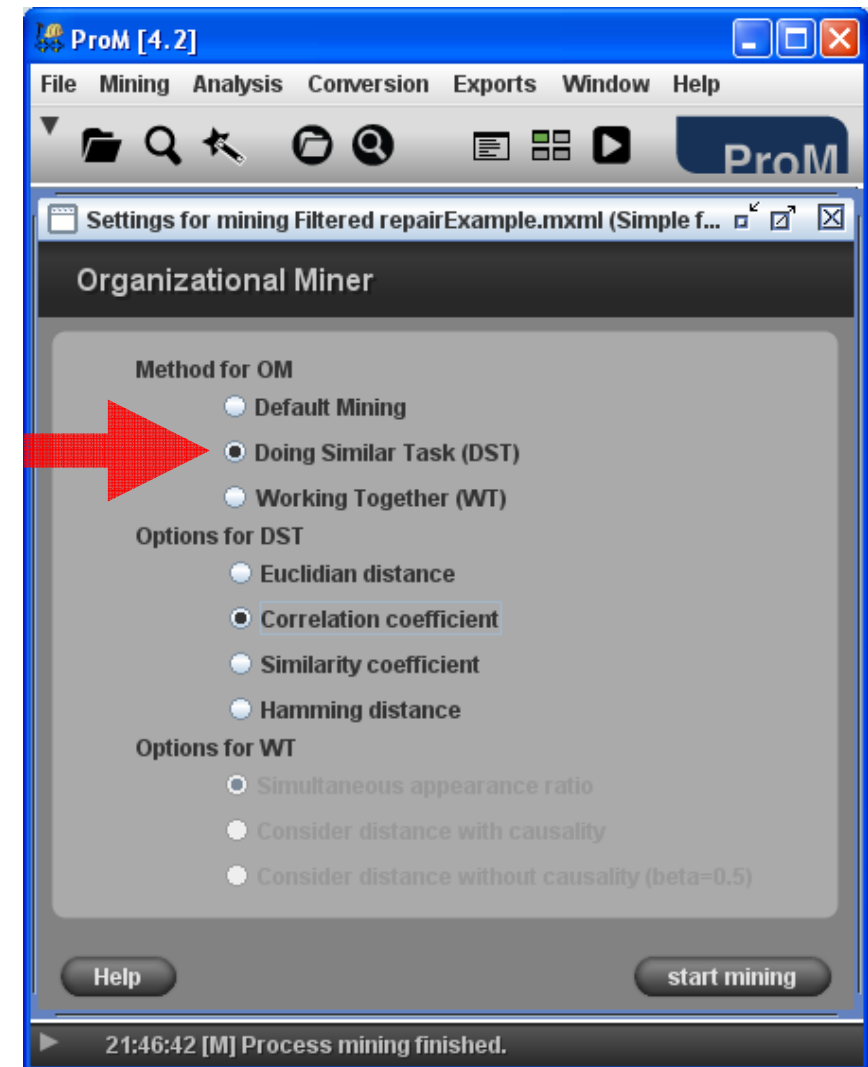 ProM [4.2]
File Mining Analysis Conversion Exports Window Help
ProM
Settings for mining Filtered repairExample.mxml (Simple f...
Organizational Miner
Method for OM
Default Mining
Doing Similar Task (DST)
Working Together (WT)
Options for DST
Euclidian distance
Correlation coefficient
Similarity coefficient
Hamming distance
Options for WT
Simultaneous appearance ratio
Consider distance with causality
Consider distance without causality (beta=0.5)
Help start mining
21:46:42 [M] Process mining finished.